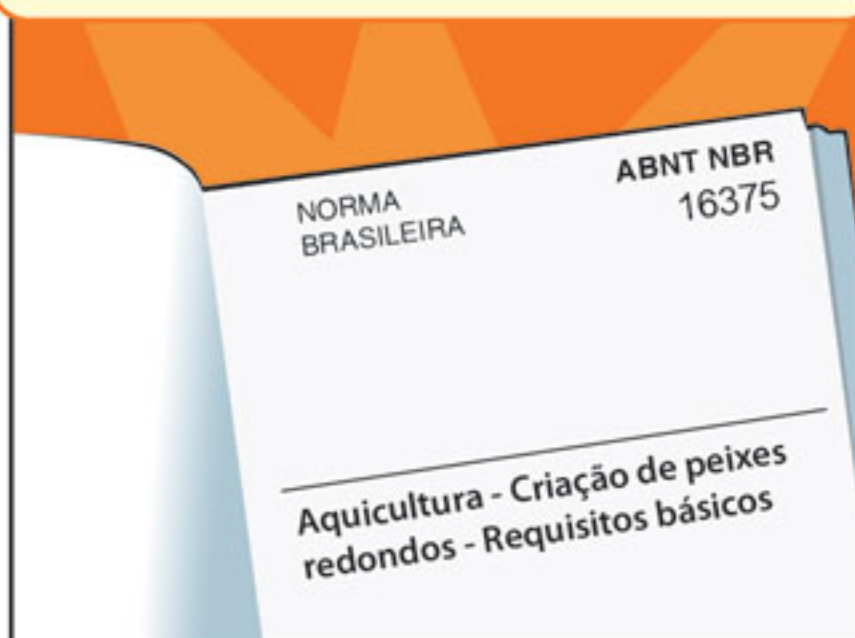 NORMA
BRASILEIRA
ABNT NBR
16375
Aquicultura - Criação de peixes
redondos - Requisitos básicos